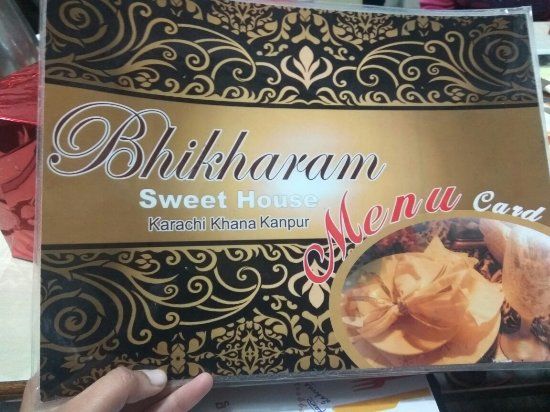 Bhikharam
Sweet House
Karachi Khana Kanpur
Menu Card